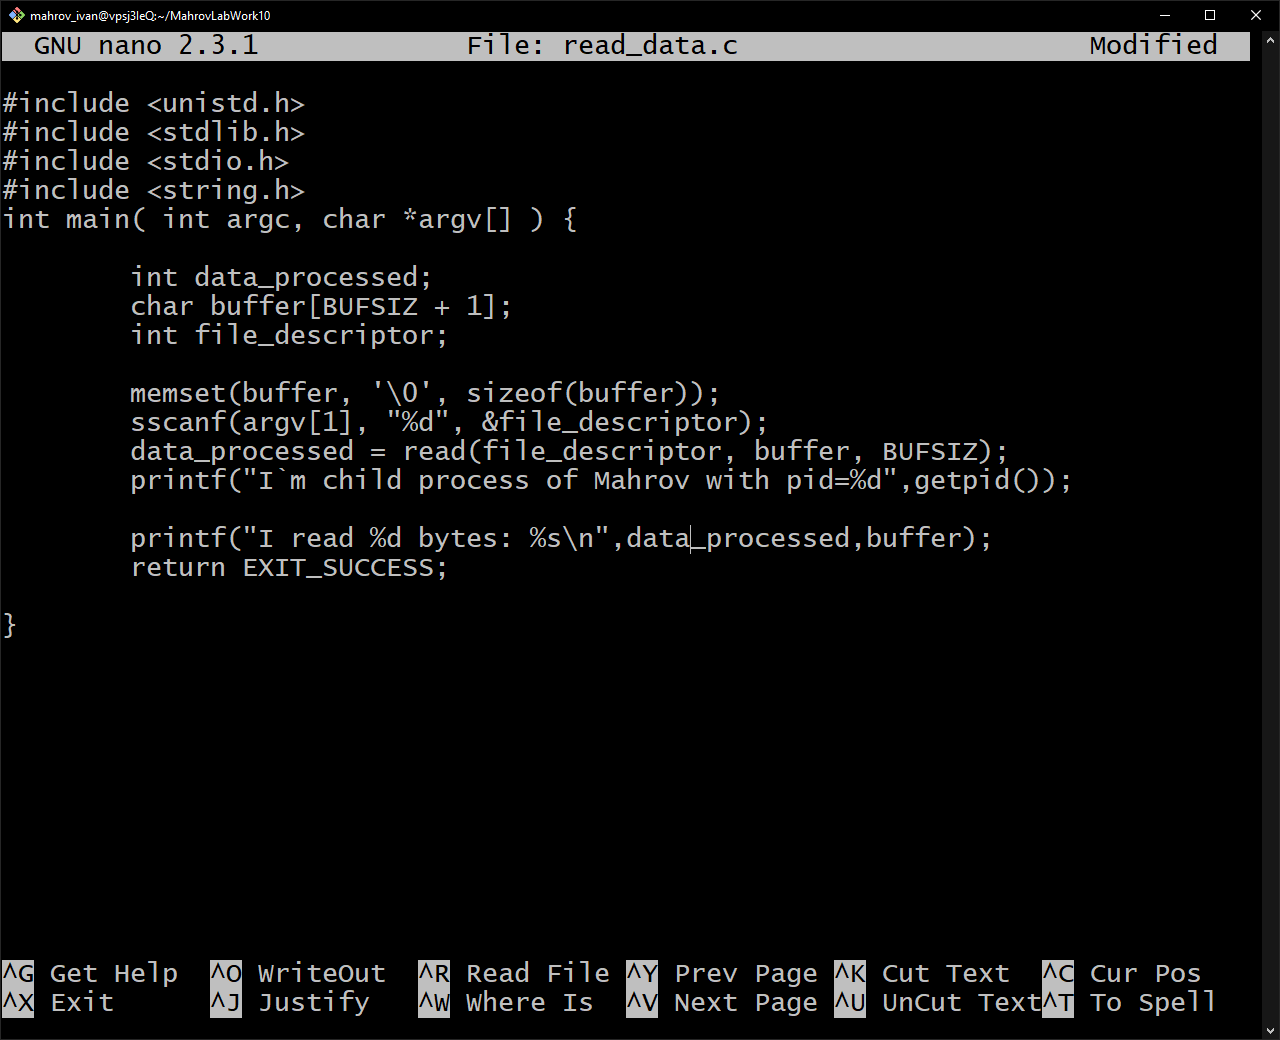 mahrov_ivan@vpsj3leQ:~/MahrovLabWork10
GNU nano 2.3.1 File: read_data.c Modified
#include <unistd.h>
#include <stdlib.h>
#include <stdio.h>
#include <string.h>
int main( int argc, char *argv[] ) {
int data_processed;
char buffer[BUFSIZ + 1];
int file_descriptor;
memset(buffer, '\0', sizeof(buffer));
sscanf(argv[1], "%d", &file_descriptor);
data_processed = read(file_descriptor, buffer, BUFSIZ);
printf("I`m child process of Mahrov with pid=%d",getpid());
printf("I read %d bytes: %s\n",data_processed,buffer);
return EXIT_SUCCESS;
}
^G Get Help ^O WriteOut ^R Read File ^Y Prev Page ^K Cut Text ^C Cur Pos
^X Exit ^J Justify ^W Where Is ^V Next Page ^U UnCut Text ^T To Spell